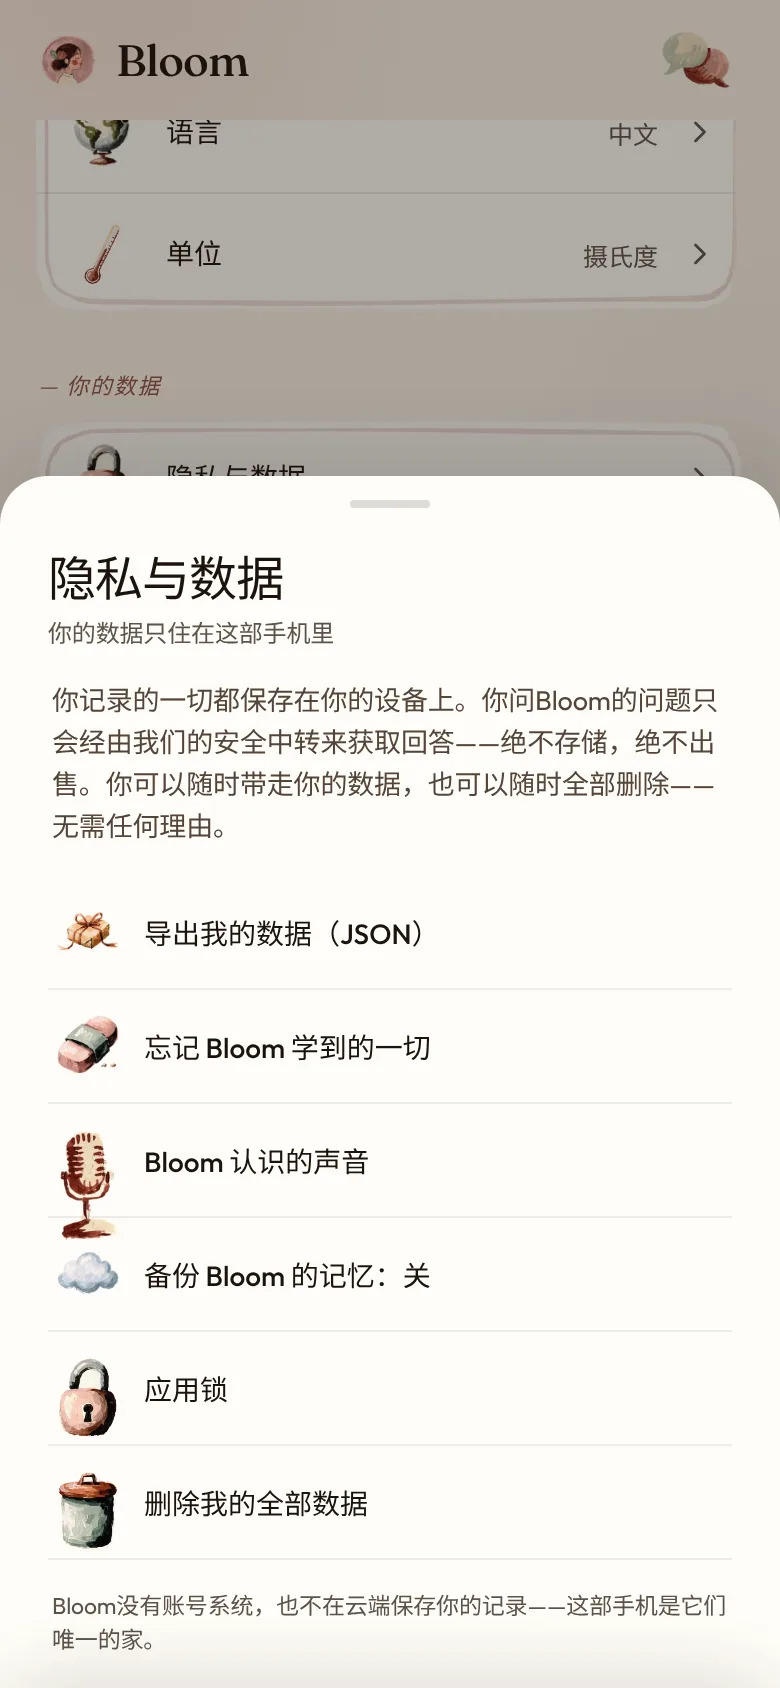 Bloom
语言
中文
单位
摄氏度
— 你的数据
隐私与数据
隐私与数据
你的数据只住在这部手机里
你记录的一切都保存在你的设备上。你问Bloom的问题只
会经由我们的安全中转来获取回答——绝不存储，绝不出
售。你可以随时带走你的数据，也可以随时全部删除——
无需任何理由。
导出我的数据（JSON）
忘记 Bloom 学到的一切
Bloom 认识的声音
备份 Bloom 的记忆：关
应用锁
删除我的全部数据
Bloom没有账号系统，也不在云端保存你的记录——这部手机是它们
唯一的家。